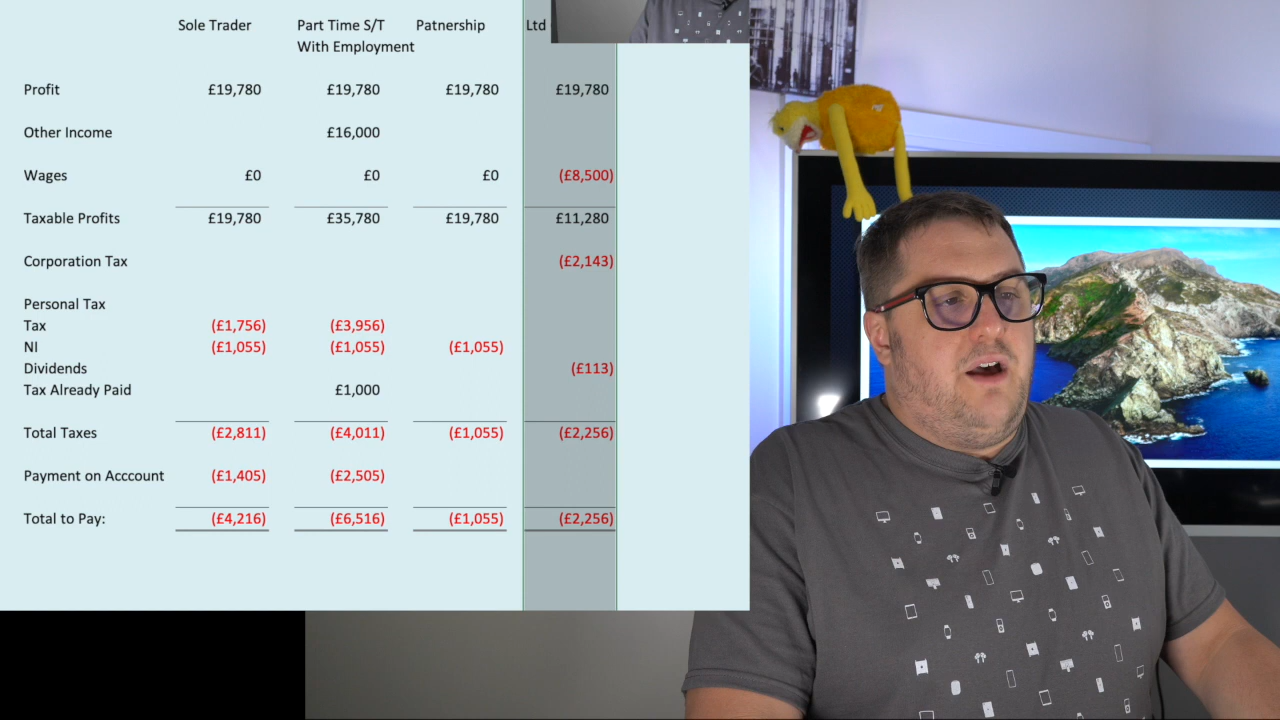 Sole Trader Part Time S/T Patnership Ltd
With Employment
Profit £19,780 £19,780 £19,780 £19,780
Other Income £16,000
Wages £0 £0 £0 (£8,500)
Taxable Profits £19,780 £35,780 £19,780 £11,280
Corporation Tax (£2,143)
Personal Tax
Tax (£1,756) (£3,956)
NI (£1,055) (£1,055) (£1,055)
Dividends (£113)
Tax Already Paid £1,000
Total Taxes (£2,811) (£4,011) (£1,055) (£2,256)
Payment on Acccount (£1,405) (£2,505)
Total to Pay: (£4,216) (£6,516) (£1,055) (£2,256)